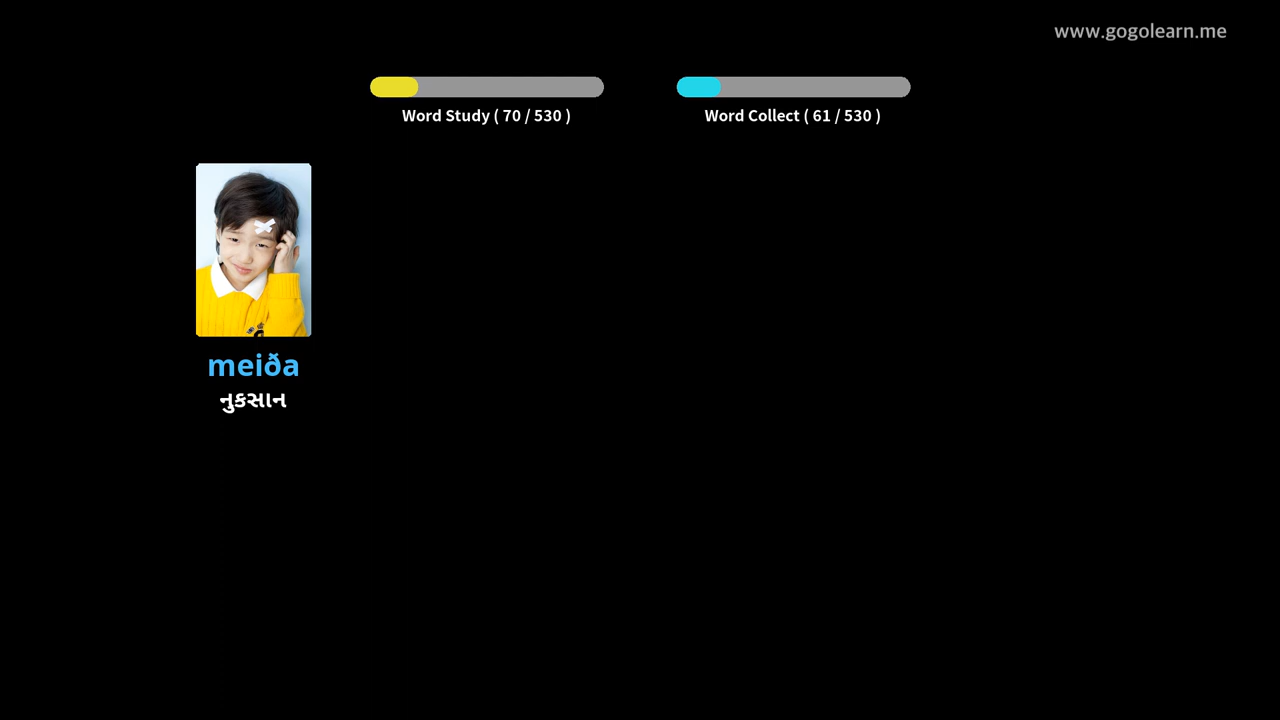 www.gogolearn.me
Word Study ( 70 / 530 )
Word Collect ( 61 / 530 )
meiða
નુકસાન